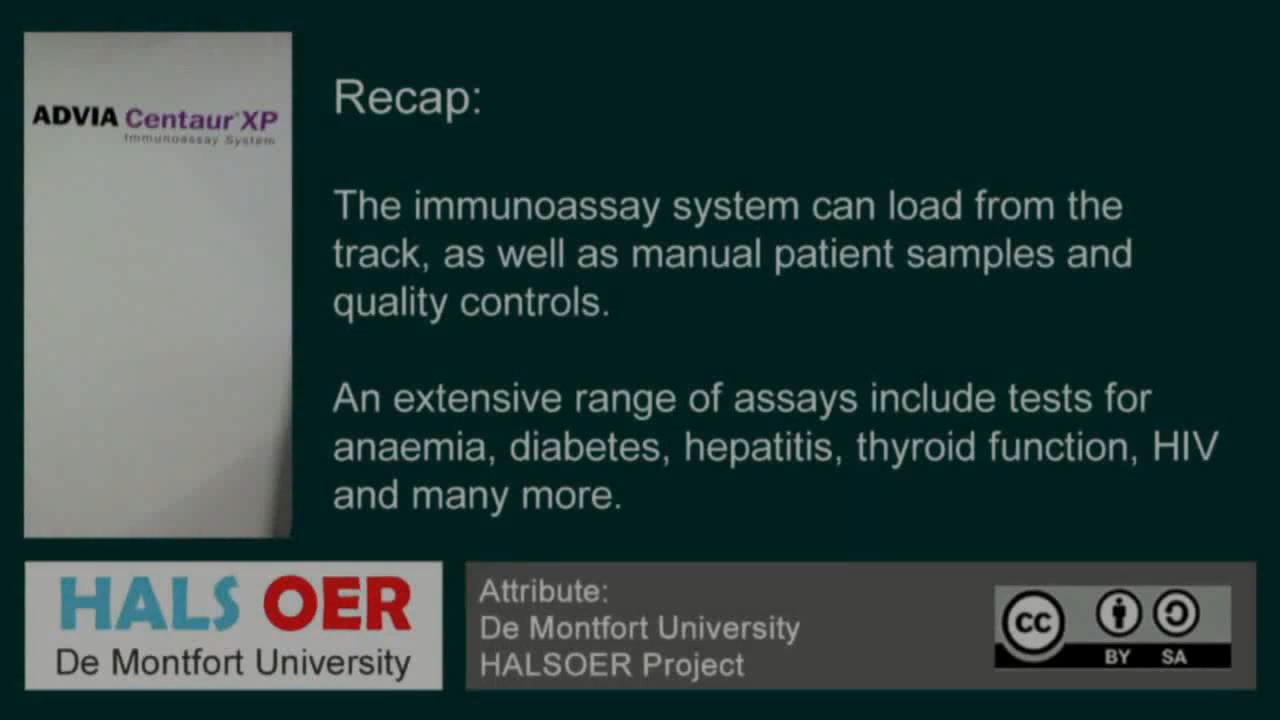 ADVIA Centaur® XP
Immunoassay System
Recap:
The immunoassay system can load from the
track, as well as manual patient samples and
quality controls.
An extensive range of assays include tests for
anaemia, diabetes, hepatitis, thyroid function, HIV
and many more.
HALS OER
De Montfort University
Attribute:
De Montfort University
HALSOER Project
cc
BY SA